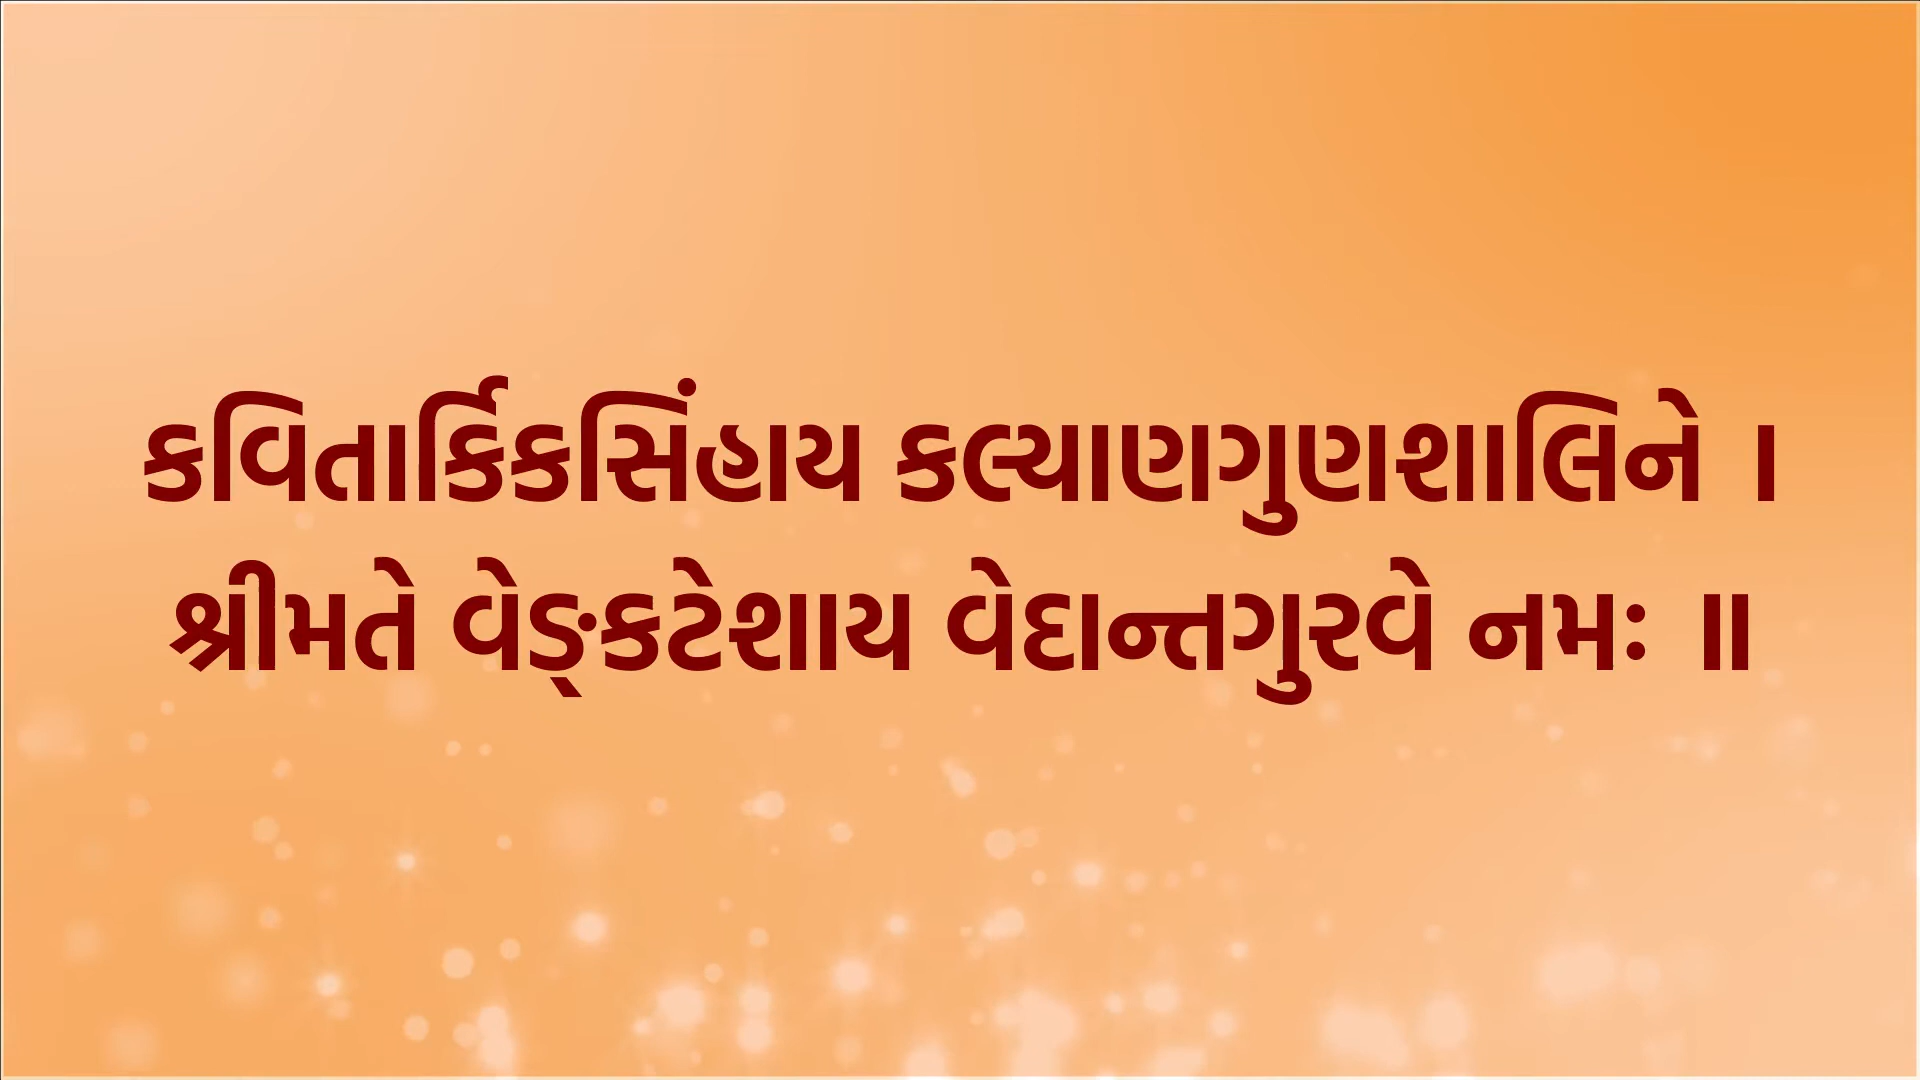 કવિતાર્કિકસિંહાય કલ્યાણગુણશાલિને ।
શ્રીમતે વેઙ્કટેશાય વેદાન્તગુરવે નમઃ ॥